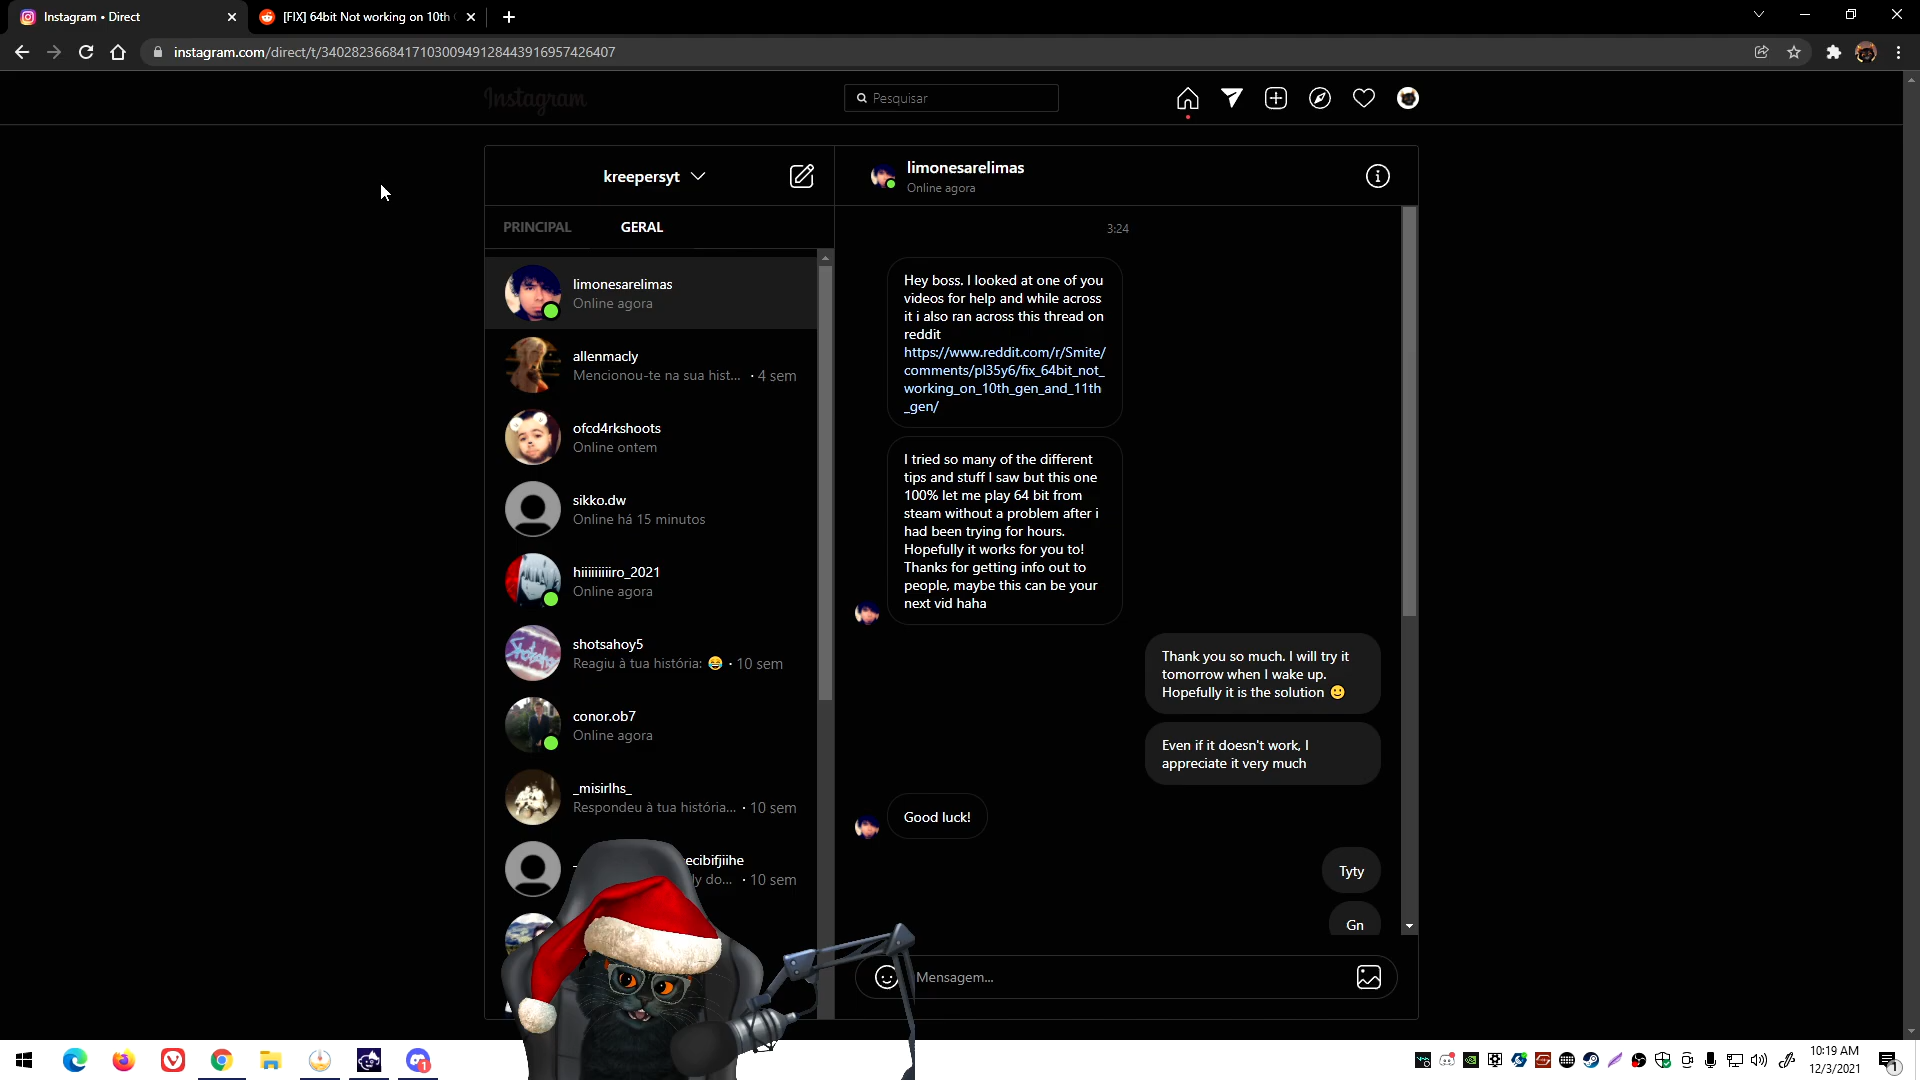 Instagram • Direct
[FIX] 64bit Not working on 10th
instagram.com/direct/t/340282366841710300949128443916957426407
Instagram
Pesquisar
kreepersyt
PRINCIPAL
GERAL
limonesarelimas
Online agora
allenmacly
Mencionou-te na sua hist... · 4 sem
ofcd4rkshoots
Online ontem
sikko.dw
Online há 15 minutos
Online agora
shotsahoy5
Reagiu à tua história: 😂 · 10 sem
conor.ob7
Online agora
_misirlhs_
Respondeu à tua história... · 10 sem
ecibifjiihe
ly do... · 10 sem
limonesarelimas
Online agora
3:24
Hey boss. I looked at one of you
videos for help and while across
it i also ran across this thread on
reddit
https://www.reddit.com/r/Smite/
comments/pl35y6/fix_64bit_not_
working_on_10th_gen_and_11th
_gen/
I tried so many of the different
tips and stuff I saw but this one
100% let me play 64 bit from
steam without a problem after i
had been trying for hours.
Hopefully it works for you to!
Thanks for getting info out to
people, maybe this can be your
next vid haha
Thank you so much. I will try it
tomorrow when I wake up.
Hopefully it is the solution 🙂
Even if it doesn't work, I
appreciate it very much
Good luck!
Tyty
Gn
Mensagem...
10:19 AM
12/3/2021